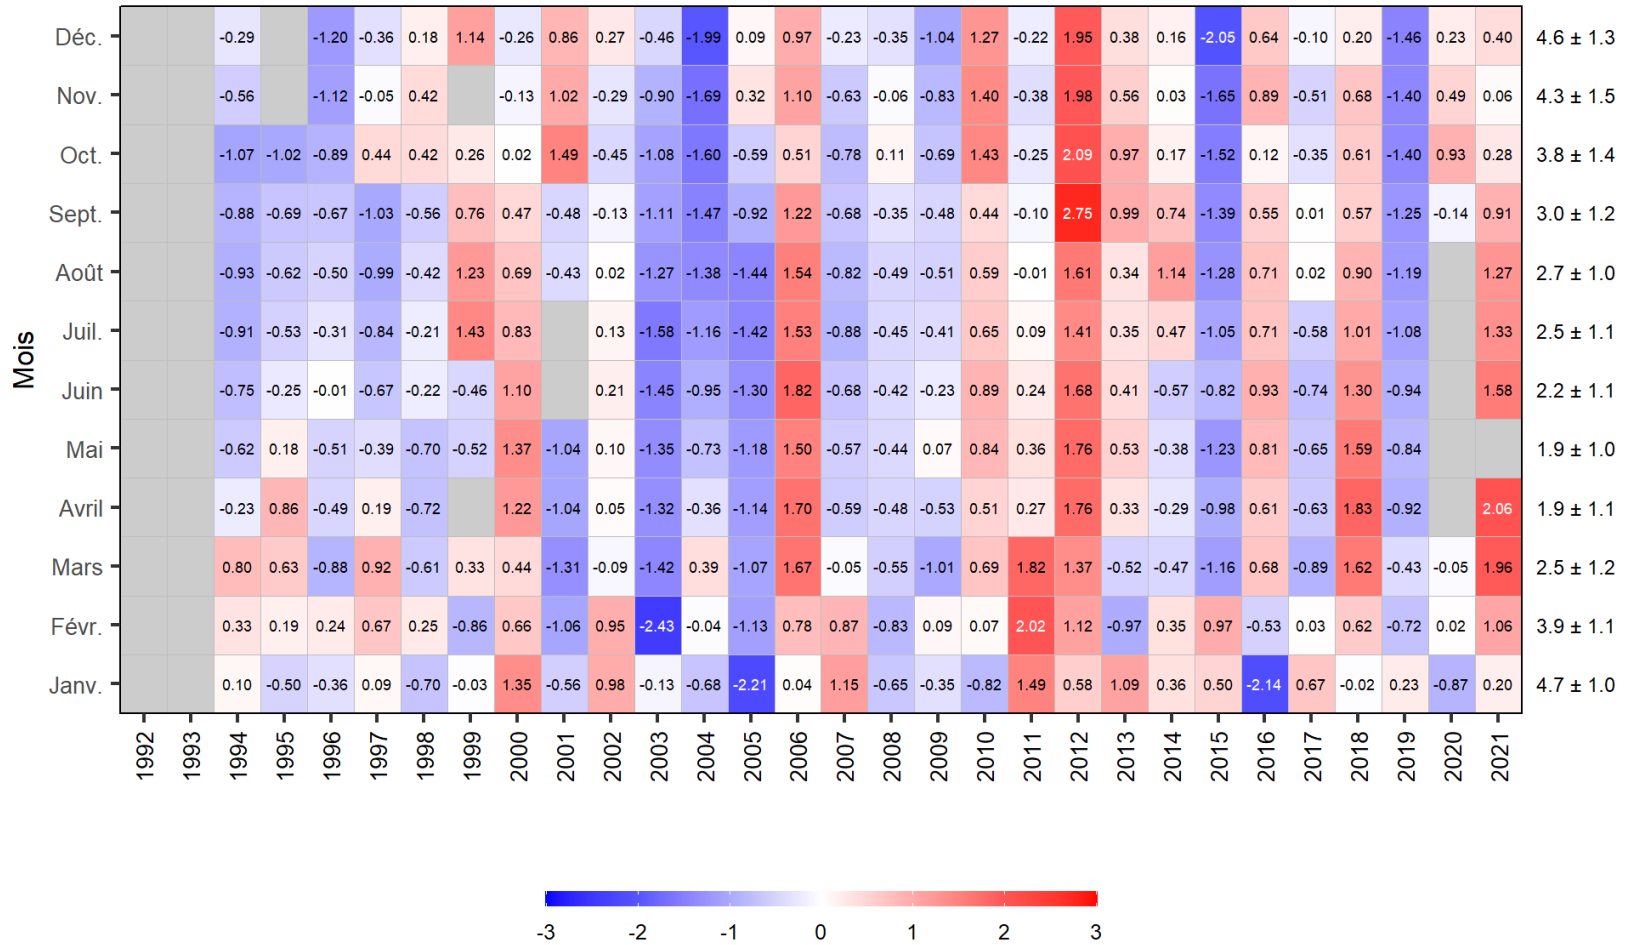 Déc. -0.29 -1.20 -0.36 0.18 1.14 -0.26 0.86 0.27 -0.46 -1.99 0.09 0.97 -0.23 -0.35 -1.04 1.27 -0.22 1.95 0.38 0.16 -2.05 0.64 -0.10 0.20 -1.46 0.23 0.40 4.6 ± 1.3
Nov. -0.56 -1.12 -0.05 0.42 -0.13 1.02 -0.29 -0.90 -1.69 0.32 1.10 -0.63 -0.06 -0.83 1.40 -0.38 1.98 0.56 0.03 -1.65 0.89 -0.51 0.68 -1.40 0.49 0.06 4.3 ± 1.5
Oct. -1.07 -1.02 -0.89 0.44 0.42 0.26 0.02 1.49 -0.45 -1.08 -1.60 -0.59 0.51 -0.78 0.11 -0.69 1.43 -0.25 2.09 0.97 0.17 -1.52 0.12 -0.35 0.61 -1.40 0.93 0.28 3.8 ± 1.4
Sept. -0.88 -0.69 -0.67 -1.03 -0.56 0.76 0.47 -0.48 -0.13 -1.11 -1.47 -0.92 1.22 -0.68 -0.35 -0.48 0.44 -0.10 2.75 0.99 0.74 -1.39 0.55 0.01 0.57 -1.25 -0.14 0.91 3.0 ± 1.2
Août -0.93 -0.62 -0.50 -0.99 -0.42 1.23 0.69 -0.43 0.02 -1.27 -1.38 -1.44 1.54 -0.82 -0.49 -0.51 0.59 -0.01 1.61 0.34 1.14 -1.28 0.71 0.02 0.90 -1.19 1.27 2.7 ± 1.0
Juil. -0.91 -0.53 -0.31 -0.84 -0.21 1.43 0.83 0.13 -1.58 -1.16 -1.42 1.53 -0.88 -0.45 -0.41 0.65 0.09 1.41 0.35 0.47 -1.05 0.71 -0.58 1.01 -1.08 1.33 2.5 ± 1.1
Mois
Juin -0.75 -0.25 -0.01 -0.67 -0.22 -0.46 1.10 0.21 -1.45 -0.95 -1.30 1.82 -0.68 -0.42 -0.23 0.89 0.24 1.68 0.41 -0.57 -0.82 0.93 -0.74 1.30 -0.94 1.58 2.2 ± 1.1
Mai -0.62 0.18 -0.51 -0.39 -0.70 -0.52 1.37 -1.04 0.10 -1.35 -0.73 -1.18 1.50 -0.57 -0.44 0.07 0.84 0.36 1.76 0.53 -0.38 -1.23 0.81 -0.65 1.59 -0.84 1.9 ± 1.0
Avril -0.23 0.86 -0.49 0.19 -0.72 1.22 -1.04 0.05 -1.32 -0.36 -1.14 1.70 -0.59 -0.48 -0.53 0.51 0.27 1.76 0.33 -0.29 -0.98 0.61 -0.63 1.83 -0.92 2.06 1.9 ± 1.1
Mars 0.80 0.63 -0.88 0.92 -0.61 0.33 0.44 -1.31 -0.09 -1.42 0.39 -1.07 1.67 -0.05 -0.55 -1.01 0.69 1.82 1.37 -0.52 -0.47 -1.16 0.68 -0.89 1.62 -0.43 -0.05 1.96 2.5 ± 1.2
Févr. 0.33 0.19 0.24 0.67 0.25 -0.86 0.66 -1.06 0.95 -2.43 -0.04 -1.13 0.78 0.87 -0.83 0.09 0.07 2.02 1.12 -0.97 0.35 0.97 -0.53 0.03 0.62 -0.72 0.02 1.06 3.9 ± 1.1
Janv. 0.10 -0.50 -0.36 0.09 -0.70 -0.03 1.35 -0.56 0.98 -0.13 -0.68 -2.21 0.04 1.15 -0.65 -0.35 -0.82 1.49 0.58 1.09 0.36 0.50 -2.14 0.67 -0.02 0.23 -0.87 0.20 4.7 ± 1.0
1992 1993 1994 1995 1996 1997 1998 1999 2000 2001 2002 2003 2004 2005 2006 2007 2008 2009 2010 2011 2012 2013 2014 2015 2016 2017 2018 2019 2020 2021
-3 -2 -1 0 1 2 3